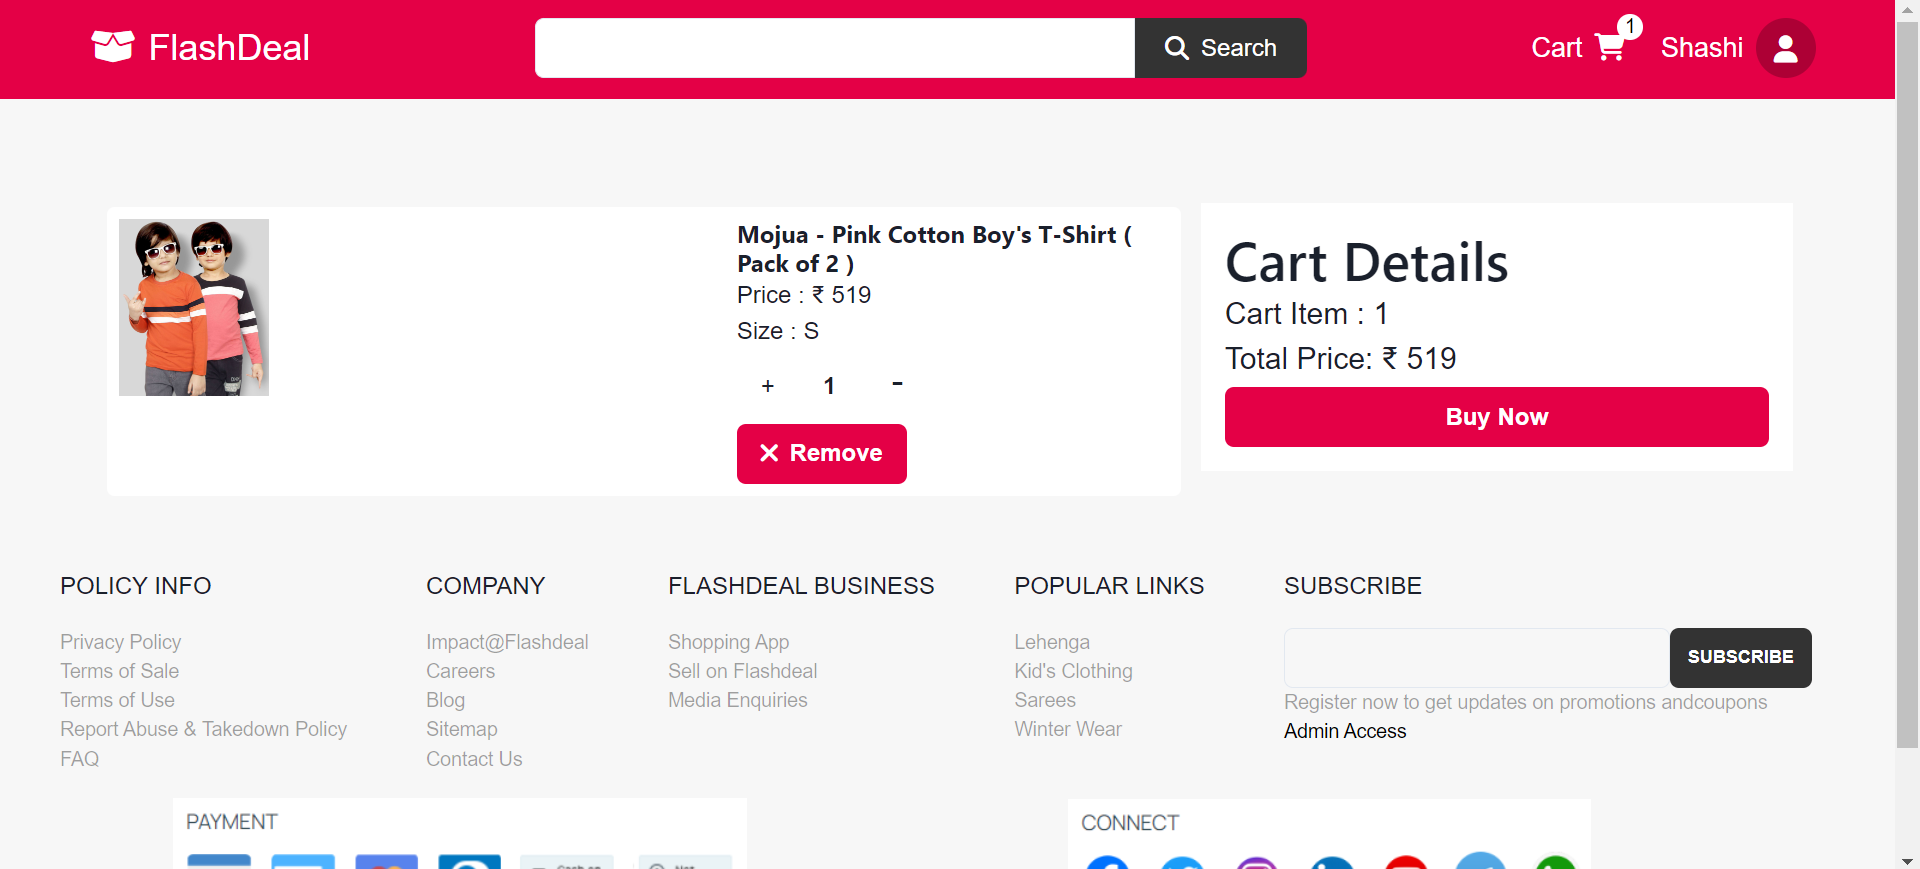 FlashDeal
Search
Cart
1
Shashi
Mojua - Pink Cotton Boy's T-Shirt (
Pack of 2 )
Price : ₹ 519
Size : S
+ 1 -
Remove
Cart Details
Cart Item : 1
Total Price: ₹ 519
Buy Now
POLICY INFO
Privacy Policy
Terms of Sale
Terms of Use
Report Abuse & Takedown Policy
FAQ
COMPANY
Impact@Flashdeal
Careers
Blog
Sitemap
Contact Us
FLASHDEAL BUSINESS
Shopping App
Sell on Flashdeal
Media Enquiries
POPULAR LINKS
Lehenga
Kid's Clothing
Sarees
Winter Wear
SUBSCRIBE
SUBSCRIBE
Register now to get updates on promotions andcoupons
Admin Access
PAYMENT
CONNECT